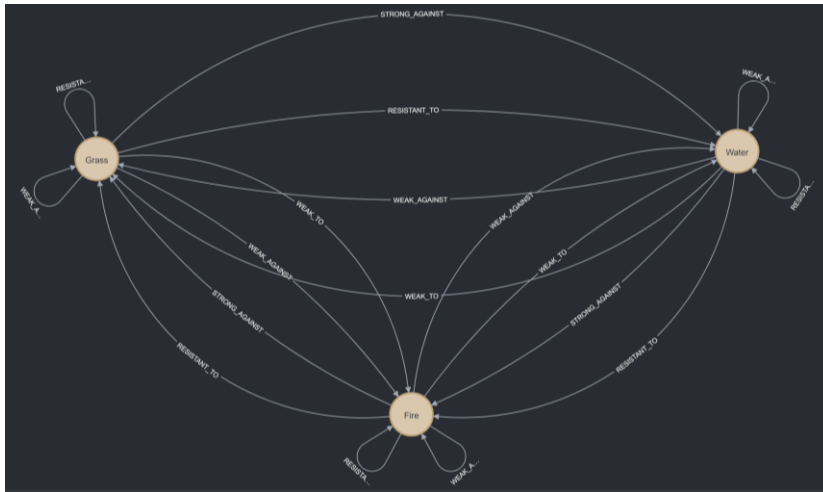 STRONG_AGAINST
WEAK_A...
RESISTA...
RESISTANT_TO
Water
Grass
RESISTA...
WEAK_A...
WEAK_AGAINST
WEAK_TO
WEAK_AGAINST
WEAK_AGAINST
WEAK_TO
WEAK_TO
STRONG_AGAINST
STRONG_AGAINST
RESISTANT_TO
RESISTANT_TO
Fire
RESISTA...
WEAK_A...